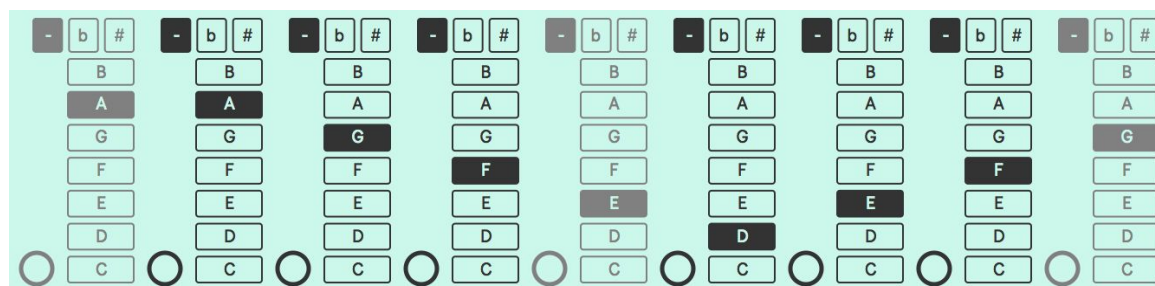 - b # - b # - b # - b # - b # - b # - b # - b # - b #
B B B B B B B B B
A A A A A A A A A
G G G G G G G G G
F F F F F F F F F
E E E E E E E E E
D D D D D D D D D
C C C C C C C C C